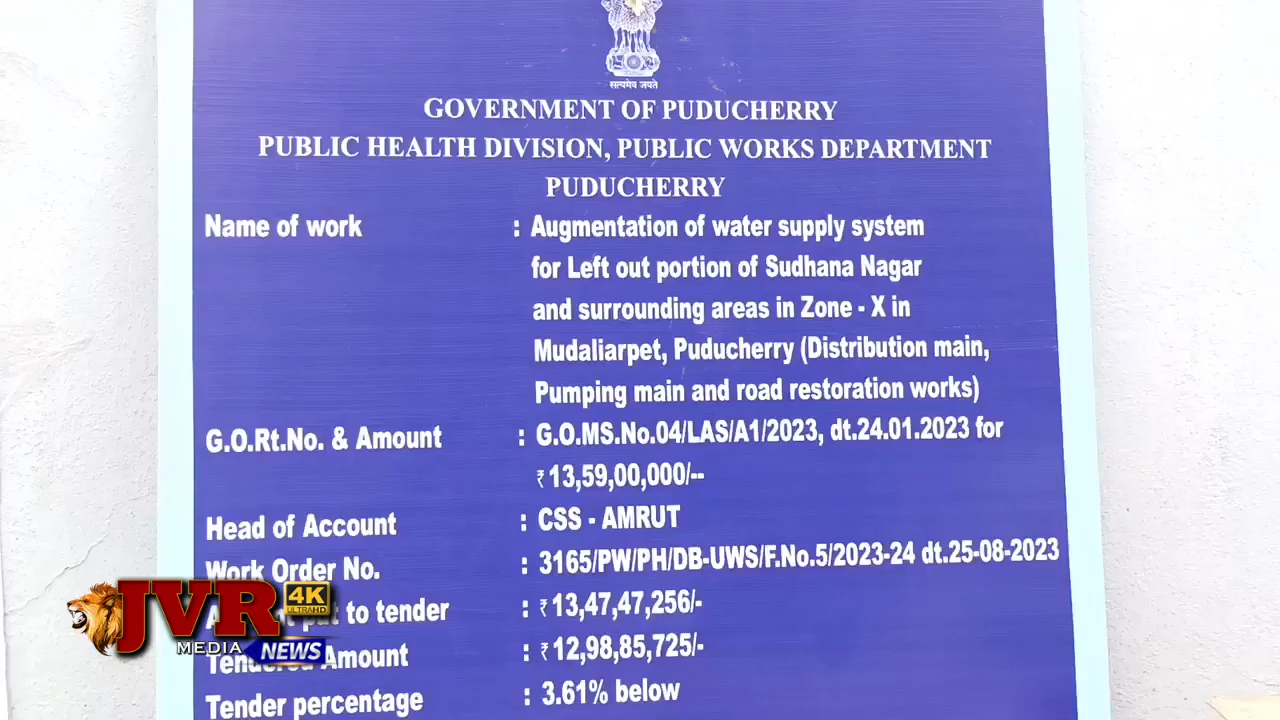 सत्यमेव जयते
GOVERNMENT OF PUDUCHERRY
PUBLIC HEALTH DIVISION, PUBLIC WORKS DEPARTMENT
PUDUCHERRY
Name of work : Augmentation of water supply system
for Left out portion of Sudhana Nagar
and surrounding areas in Zone - X in
Mudaliarpet, Puducherry (Distribution main,
Pumping main and road restoration works)
G.O.Rt.No. & Amount : G.O.MS.No.04/LAS/A1/2023, dt.24.01.2023 for
₹13,59,00,000/--
Head of Account : CSS - AMRUT
Work Order No. : 3165/PW/PH/DB-UWS/F.No.5/2023-24 dt.25-08-2023
put to tender : ₹13,47,47,256/-
Tendered Amount : ₹12,98,85,725/-
Tender percentage : 3.61% below
JVR
4K
ULTRA HD
MEDIA NEWS